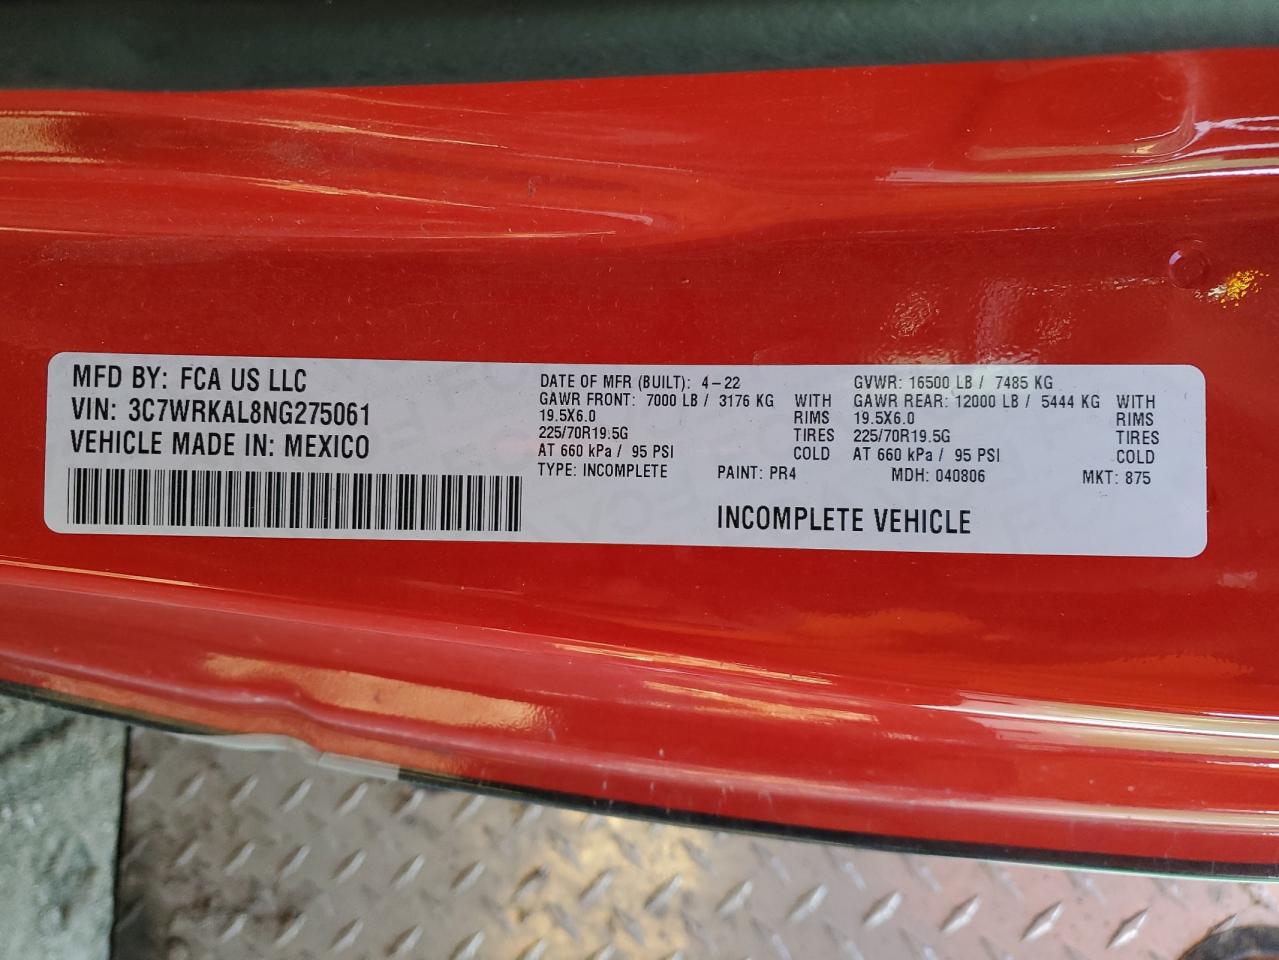 MFD BY: FCA US LLC
VIN: 3C7WRKAL8NG275061
VEHICLE MADE IN: MEXICO
DATE OF MFR (BUILT): 4-22
GAWR FRONT: 7000 LB / 3176 KG WITH
19.5X6.0 RIMS
225/70R19.5G TIRES
AT 660 kPa / 95 PSI COLD
GVWR: 16500 LB / 7485 KG
GAWR REAR: 12000 LB / 5444 KG WITH
19.5X6.0 RIMS
225/70R19.5G TIRES
AT 660 kPa / 95 PSI COLD
TYPE: INCOMPLETE PAINT: PR4 MDH: 040806 MKT: 875
INCOMPLETE VEHICLE